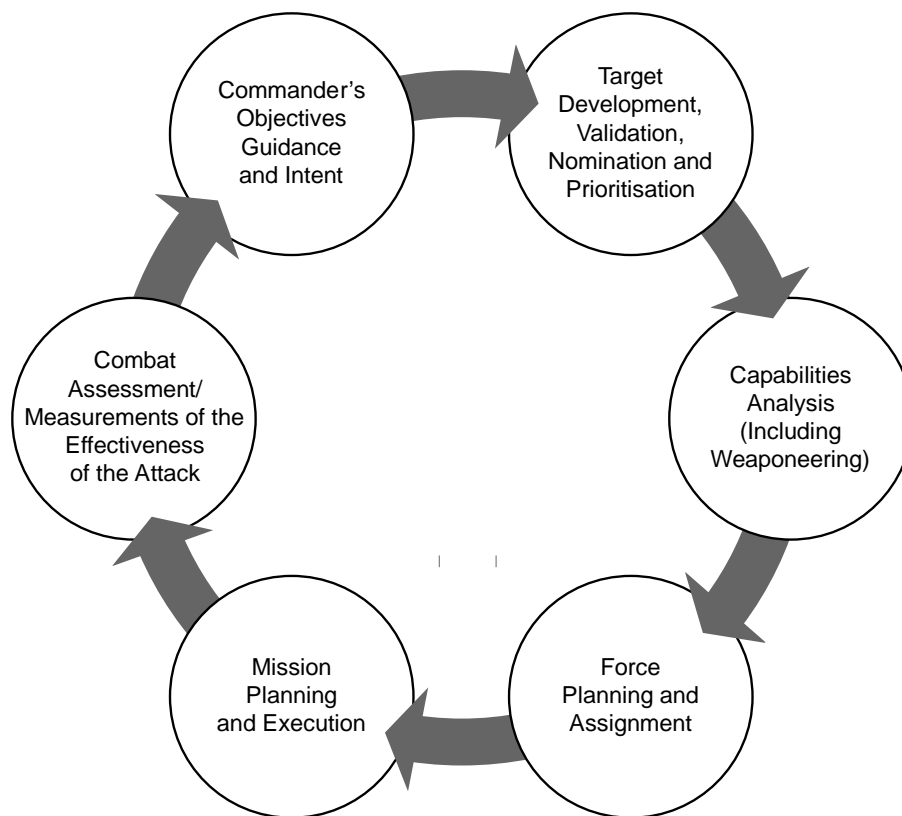 Commander’s
Objectives
Guidance
and Intent
Target
Development,
Validation,
Nomination and
Prioritisation
Capabilities
Analysis
(Including
Weaponeering)
Force
Planning and
Assignment
Mission
Planning
and Execution
Combat
Assessment/
Measurements of the
Effectiveness
of the Attack